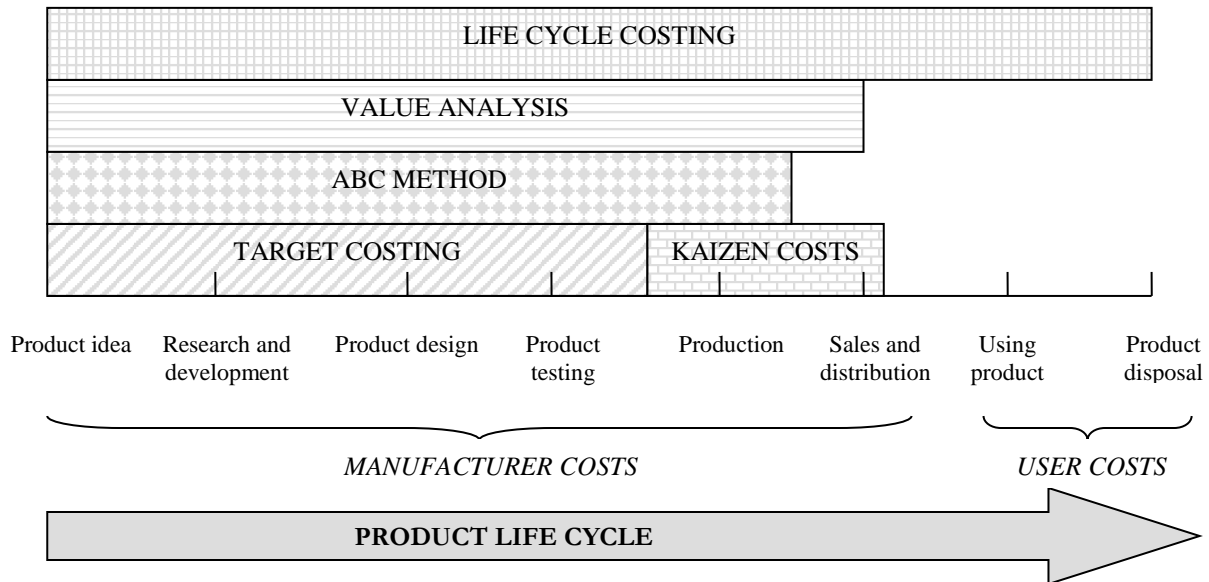 LIFE CYCLE COSTING
VALUE ANALYSIS
ABC METHOD
TARGET COSTING
KAIZEN COSTS
Product idea
Research and
development
Product design
Product
testing
Production
Sales and
distribution
Using
product
Product
disposal
MANUFACTURER COSTS
USER COSTS
PRODUCT LIFE CYCLE